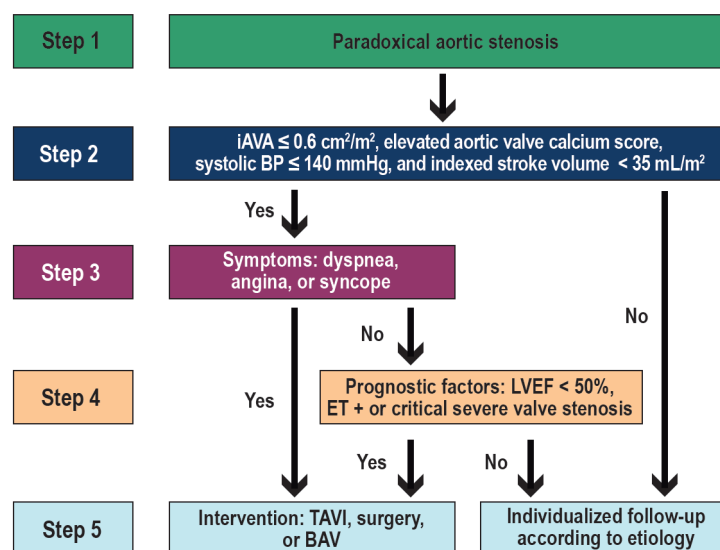 Step 1
Paradoxical aortic stenosis
Step 2
iAVA ≤ 0.6 cm²/m², elevated aortic valve calcium score,
systolic BP ≤ 140 mmHg, and indexed stroke volume < 35 mL/m²
Yes
Step 3
Symptoms: dyspnea,
angina, or syncope
No
No
Step 4
Prognostic factors: LVEF < 50%,
ET + or critical severe valve stenosis
Yes
Yes
No
Step 5
Intervention: TAVI, surgery,
or BAV
Individualized follow-up
according to etiology